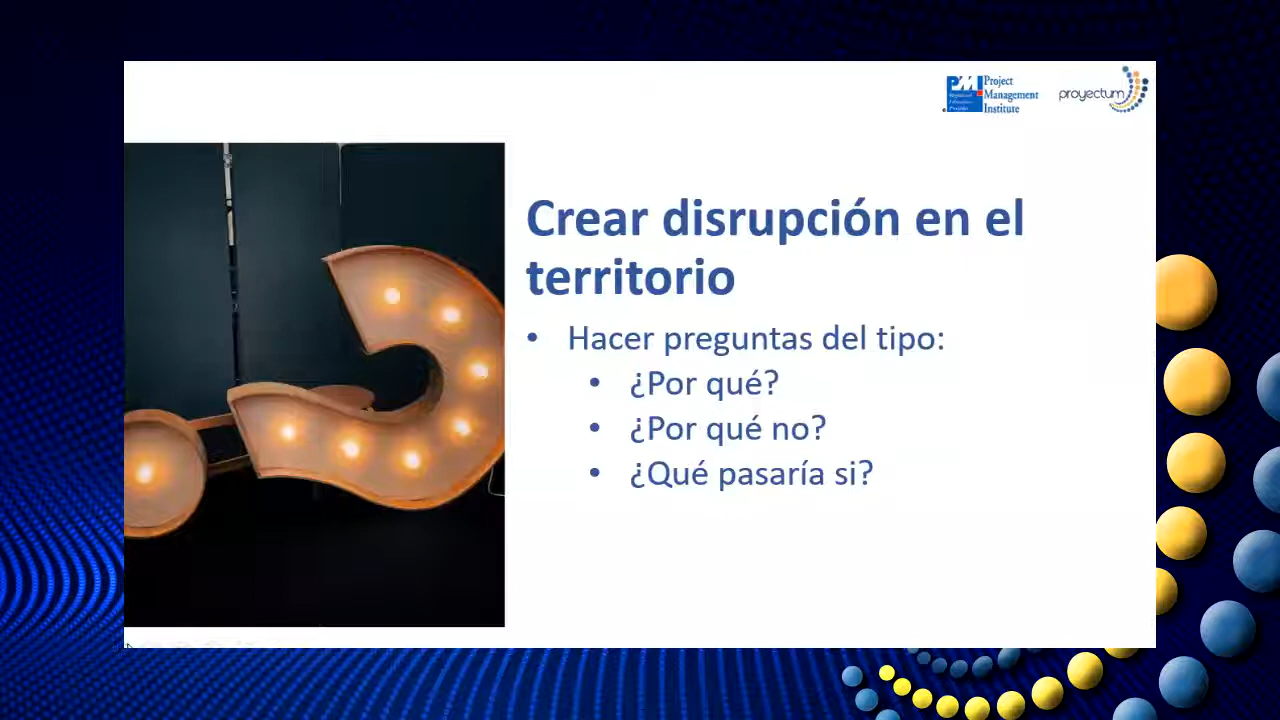 PMI
Project
Management
Institute
proyectum
Crear disrupción en el
territorio
• Hacer preguntas del tipo:
• ¿Por qué?
• ¿Por qué no?
• ¿Qué pasaría si?